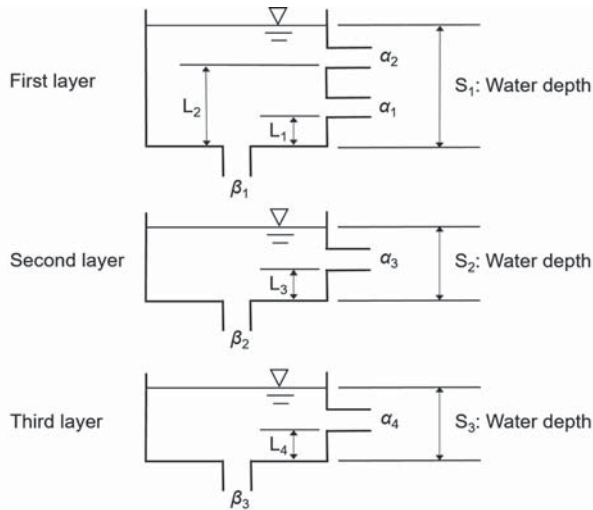 α₂
First layer
S₁: Water depth
L₂
α₁
L₁
β₁
Second layer
α₃
S₂: Water depth
L₃
β₂
Third layer
α₄
S₃: Water depth
L₄
β₃